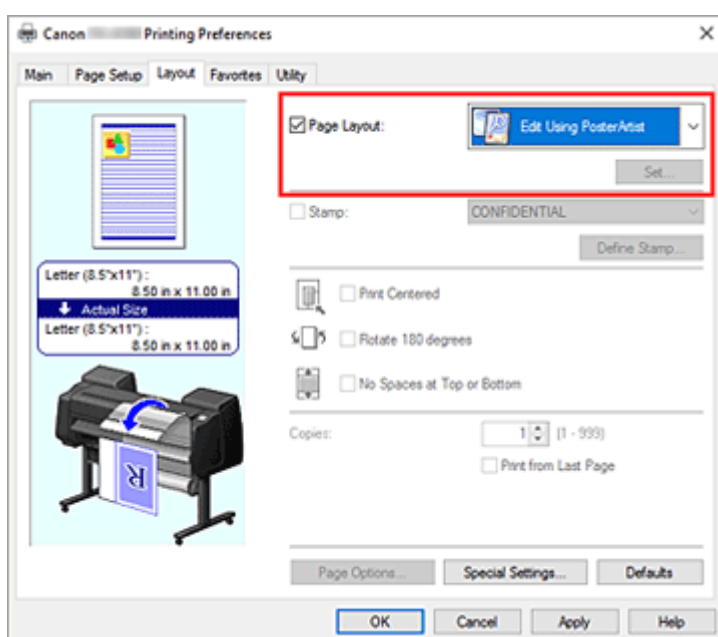 Canon Printing Preferences
Main Page Setup Layout Favorites Utility
Page Layout: Edit Using PosterArtist
Set...
Stamp: CONFIDENTIAL
Define Stamp...
Letter (8.5"x11") :
8.50 in x 11.00 in
Actual Size
Letter (8.5"x11") :
8.50 in x 11.00 in
Print Centered
Rotate 180 degrees
No Spaces at Top or Bottom
Copies: 1 (1 - 999)
Print from Last Page
R
Page Options... Special Settings... Defaults
OK Cancel Apply Help